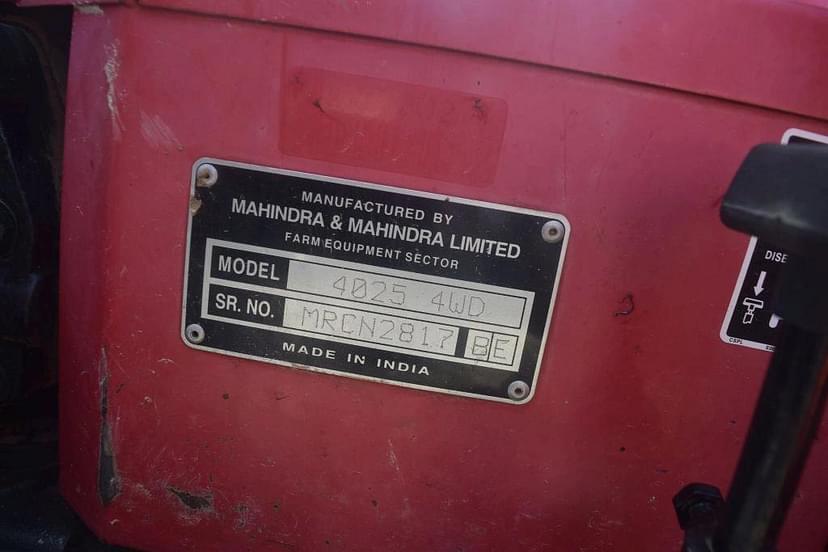 MANUFACTURED BY
MAHINDRA & MAHINDRA LIMITED
FARM EQUIPMENT SECTOR
MODEL 4025 4WD
SR. NO. MRCN2817 BE
MADE IN INDIA
DISE